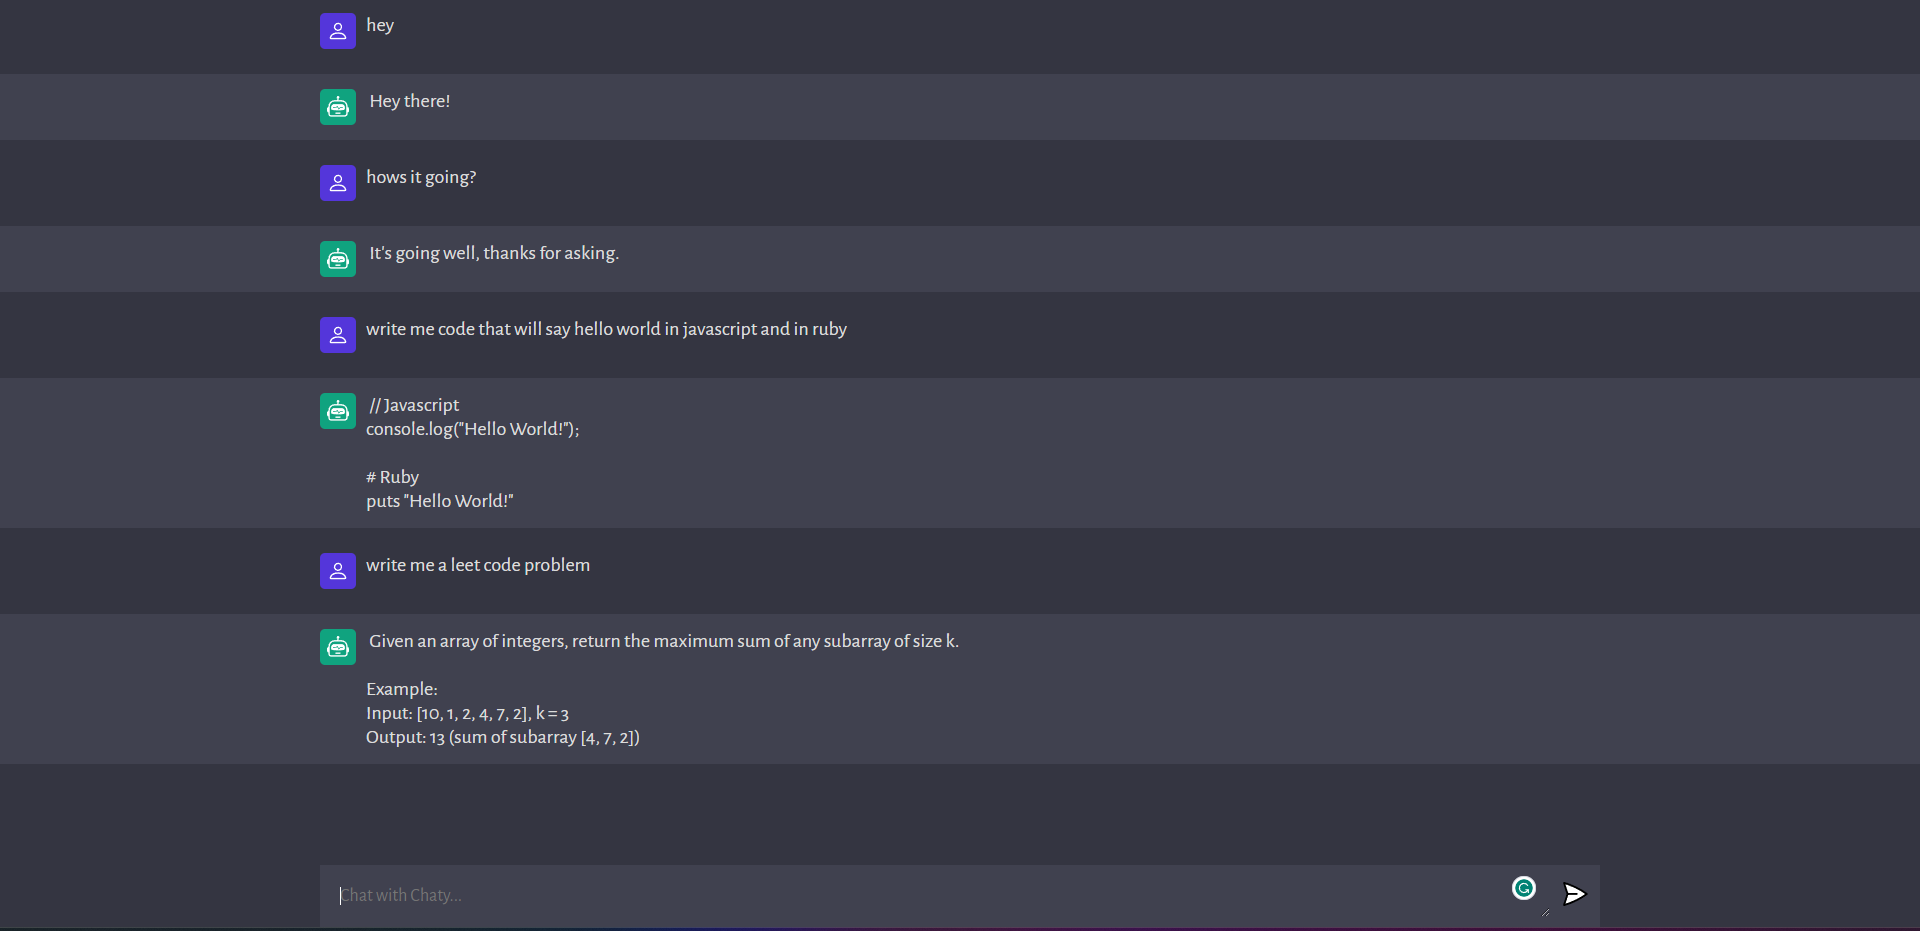 hey
Hey there!
hows it going?
It's going well, thanks for asking.
write me code that will say hello world in javascript and in ruby
// Javascript
console.log("Hello World!");
# Ruby
puts "Hello World!"
write me a leet code problem
Given an array of integers, return the maximum sum of any subarray of size k.
Example:
Input: [10, 1, 2, 4, 7, 2], k = 3
Output: 13 (sum of subarray [4, 7, 2])
Chat with Chaty...